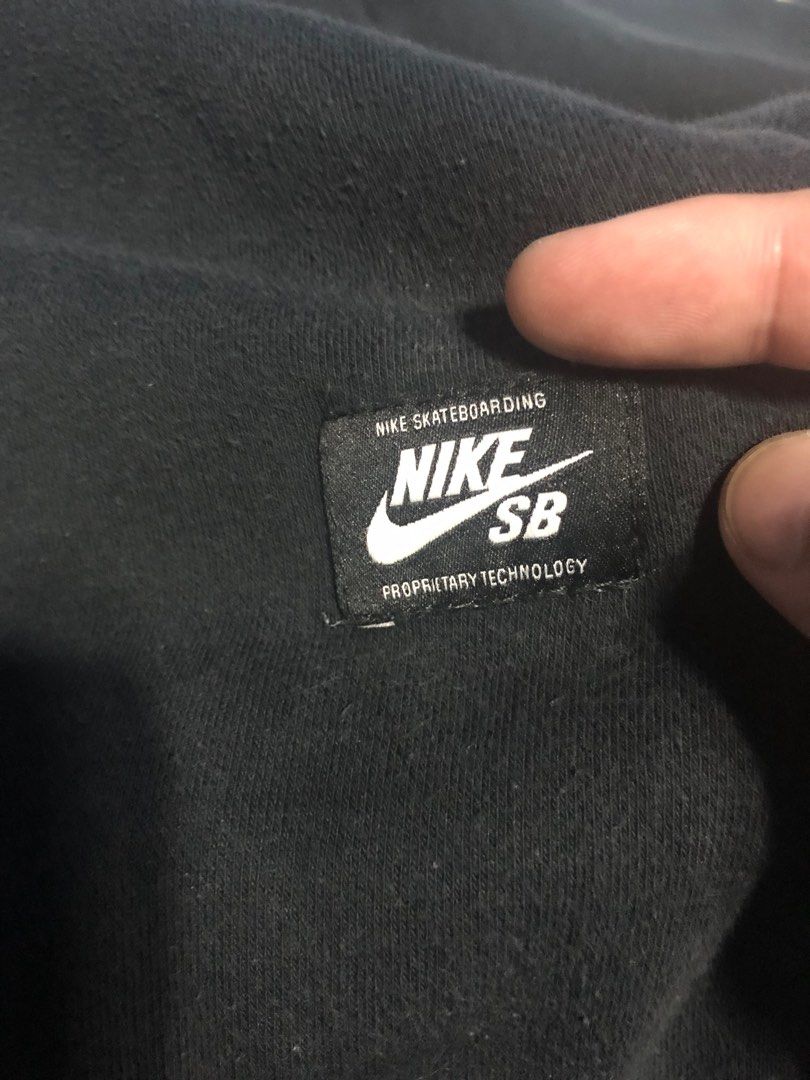 NIKE SKATEBOARDING
NIKE
SB
PROPRIETARY TECHNOLOGY